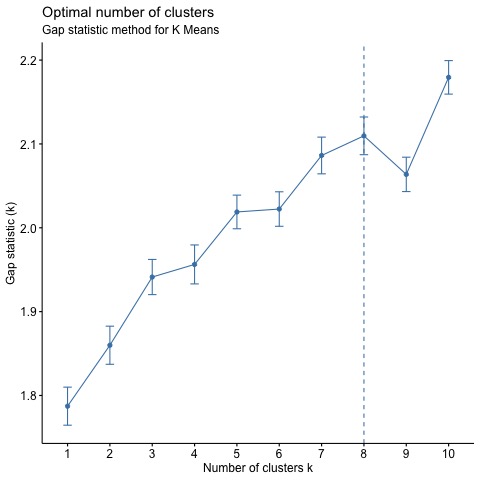 Optimal number of clusters
Gap statistic method for K Means
2.2
2.1
2.0
1.9
1.8
Gap statistic (k)
1 2 3 4 5 6 7 8 9 10
Number of clusters k